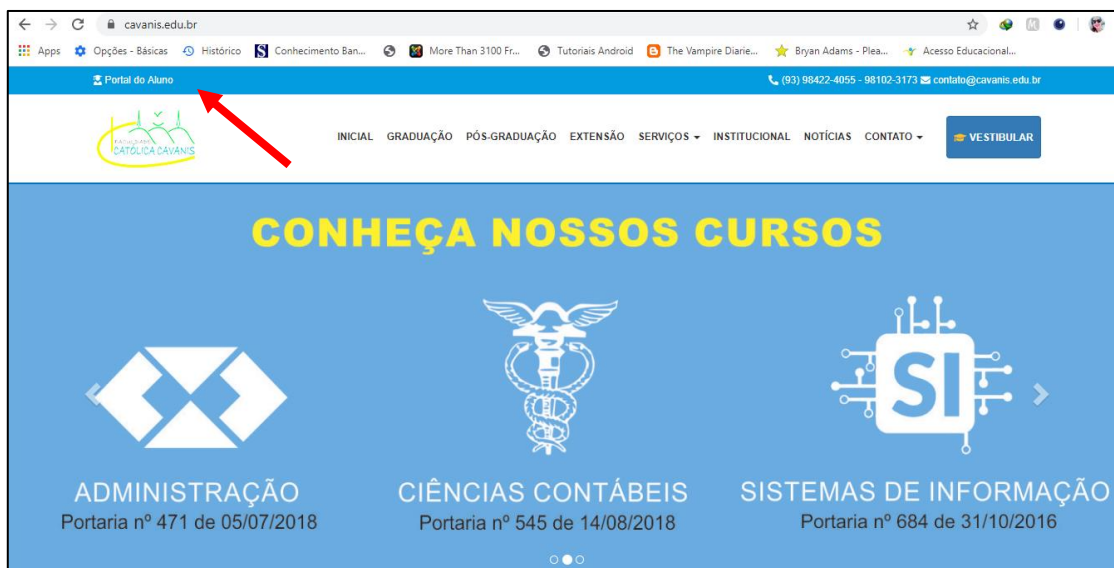 cavanis.edu.br
Apps Opções - Básicas Histórico Conhecimento Ban... More Than 3100 Fr... Tutoriais Android The Vampire Diarie... Bryan Adams - Plea... Acesso Educacional...
Portal do Aluno (93) 98422-4055 - 98102-3173 contato@cavanis.edu.br
FACULDADE
CATÓLICA CAVANIS
INICIAL GRADUAÇÃO PÓS-GRADUAÇÃO EXTENSÃO SERVIÇOS INSTITUCIONAL NOTÍCIAS CONTATO VESTIBULAR
CONHEÇA NOSSOS CURSOS
SI
ADMINISTRAÇÃO CIÊNCIAS CONTÁBEIS SISTEMAS DE INFORMAÇÃO
Portaria nº 471 de 05/07/2018 Portaria nº 545 de 14/08/2018 Portaria nº 684 de 31/10/2016